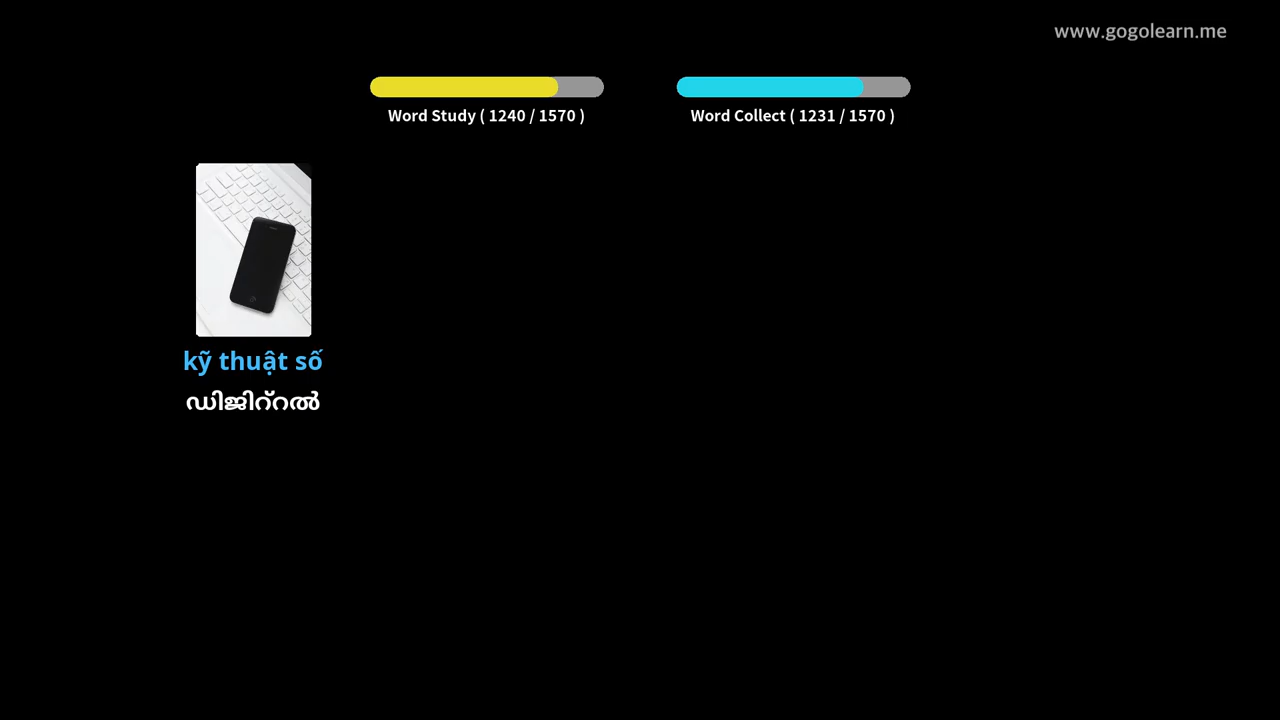 www.gogolearn.me
Word Study ( 1240 / 1570 )
Word Collect ( 1231 / 1570 )
kỹ thuật số
ഡിജിറ്റൽ